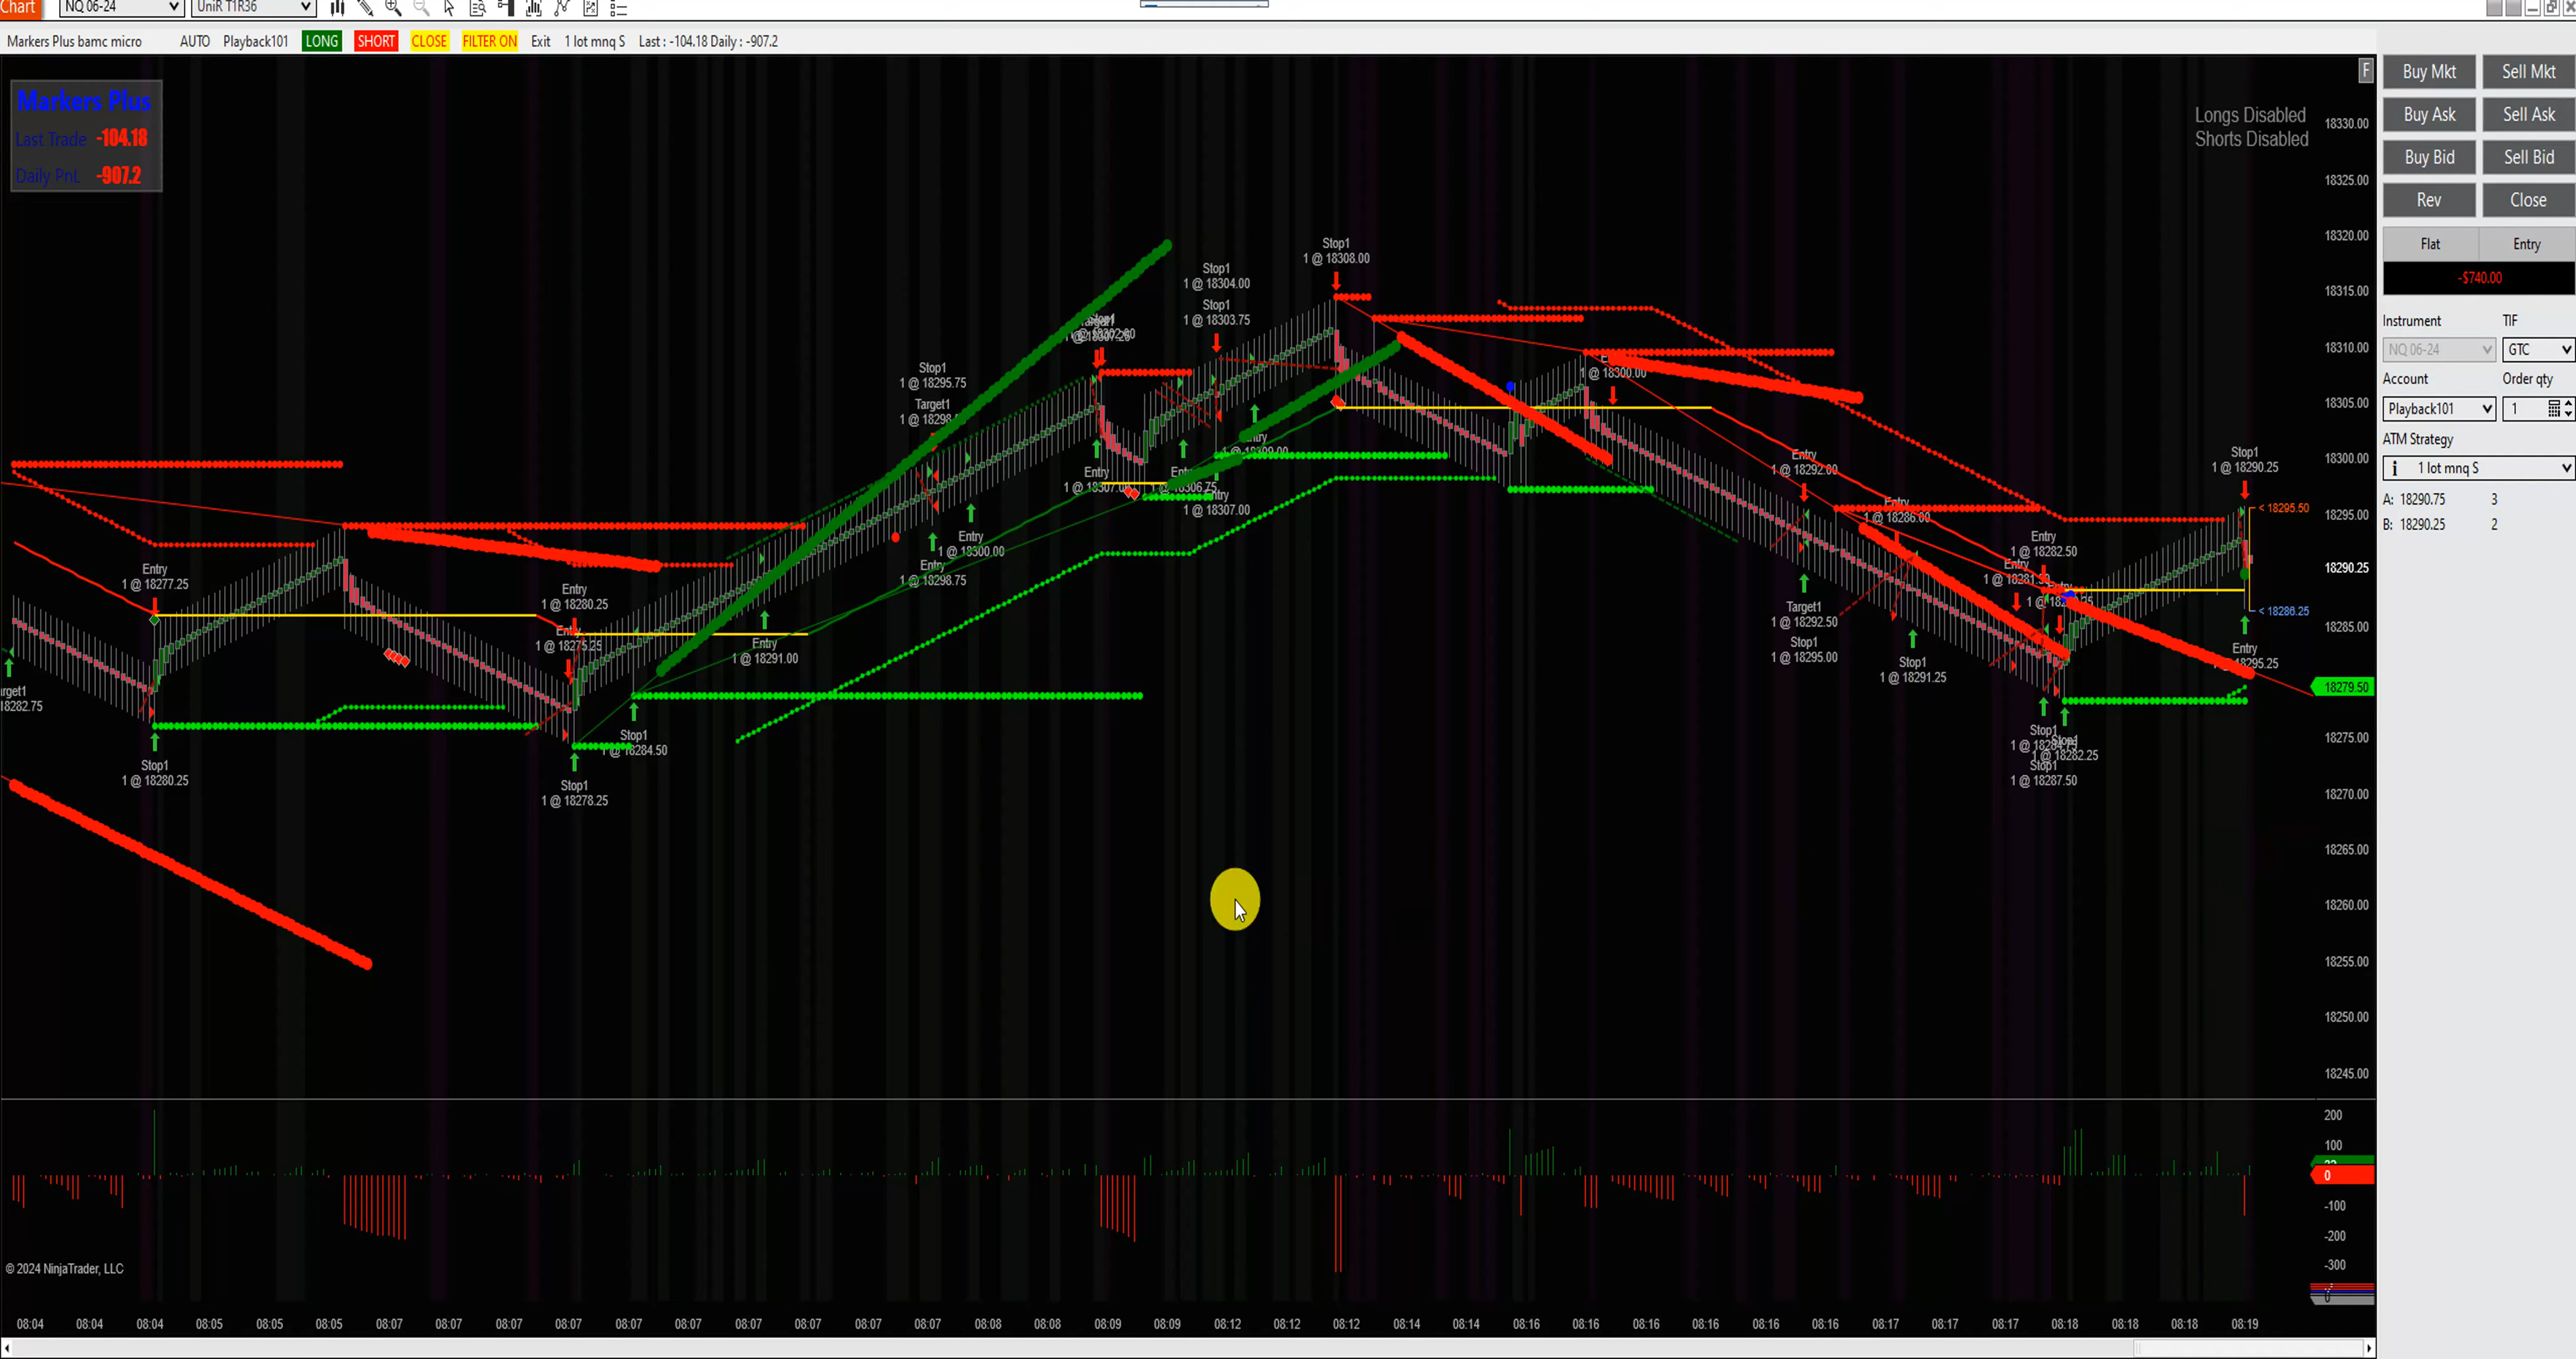 Chart NQ 06-24 UniR T1R36
Markers Plus bamc micro AUTO Playback101 LONG SHORT CLOSE FILTER ON Exit 1 lot mnq S Last : -104.18 Daily : -907.2
Markers Plus
Last Trade -104.18
Daily PnL -907.2
F
Longs Disabled
Shorts Disabled
Stop1
1 @ 18308.00
Stop1
1 @ 18304.00
Stop1
1 @ 18303.75
Stop1
1 @ 18295.75
Target1
Entry
1 @ 18277.25
Entry
1 @ 18280.25
Entry
1 @ 18291.00
Entry
1 @ 18300.00
Entry
1 @ 18298.75
Entry
1 @ 18307.00
Stop1
1 @ 18284.50
Stop1
1 @ 18280.25
Stop1
1 @ 18278.25
1 @ 18300.00
Entry
1 @ 18292.00
Entry
1 @ 18286.00
Entry
1 @ 18282.50
Target1
1 @ 18292.50
Stop1
1 @ 18295.00
Stop1
1 @ 18291.25
Stop1
1 @ 18282.25
Stop1
1 @ 18287.50
Stop1
1 @ 18290.25
< 18295.50
< 18286.25
Entry
18330.00
18325.00
18320.00
18315.00
18310.00
18305.00
18300.00
18295.00
18290.25
18285.00
18279.50
18275.00
18270.00
18265.00
18260.00
18255.00
18250.00
18245.00
200
100
0
-100
-200
-300
© 2024 NinjaTrader, LLC
08:04 08:04 08:04 08:05 08:05 08:05 08:07 08:07 08:07 08:07 08:07 08:07 08:07 08:07 08:07 08:07 08:08 08:08 08:09 08:09 08:12 08:12 08:12 08:14 08:14 08:16 08:16 08:16 08:16 08:16 08:16 08:17 08:17 08:17 08:18 08:18 08:18 08:19
Buy Mkt Sell Mkt
Buy Ask Sell Ask
Buy Bid Sell Bid
Rev Close
Flat Entry
-$740.00
Instrument TIF
NQ 06-24 GTC
Account Order qty
Playback101 1
ATM Strategy
i 1 lot mnq S
A: 18290.75 3
B: 18290.25 2